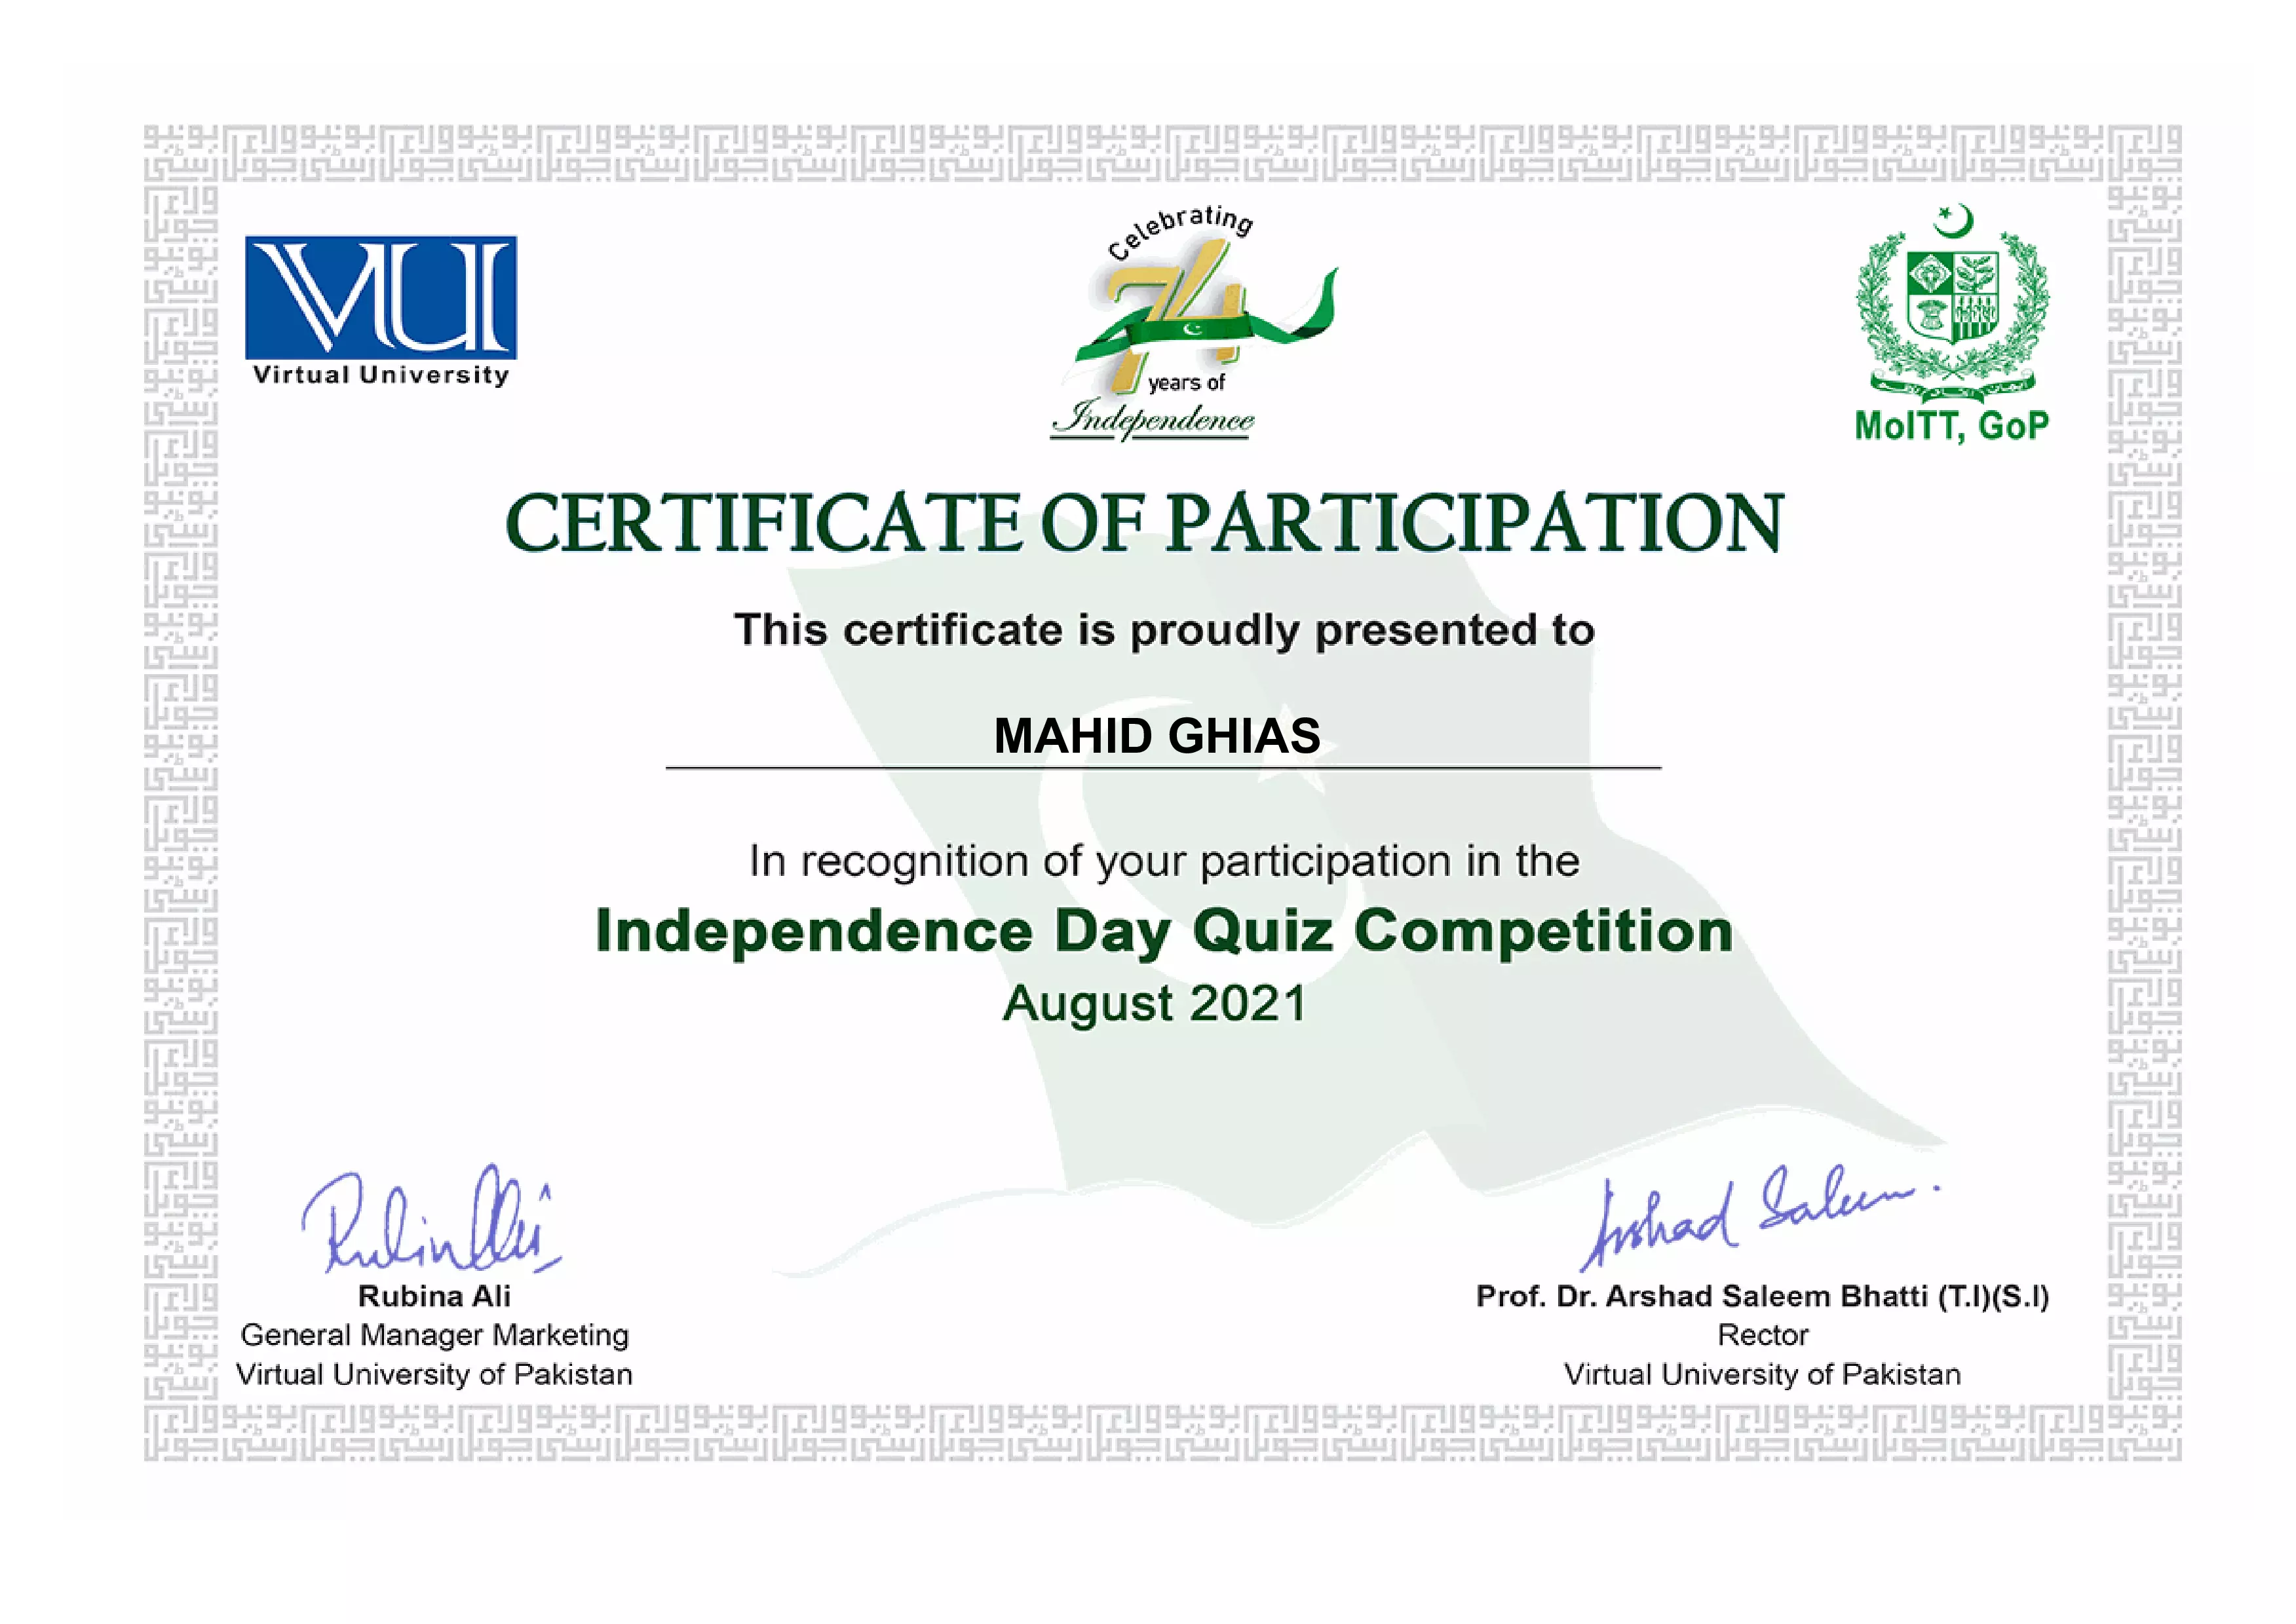 VU
Virtual University
Celebrating
74
years of
Independence
MoITT, GoP
CERTIFICATE OF PARTICIPATION
This certificate is proudly presented to
MAHID GHIAS
In recognition of your participation in the
Independence Day Quiz Competition
August 2021
Arshad Saleem.
Rubina Ali
General Manager Marketing
Virtual University of Pakistan
Prof. Dr. Arshad Saleem Bhatti (T.I)(S.I)
Rector
Virtual University of Pakistan